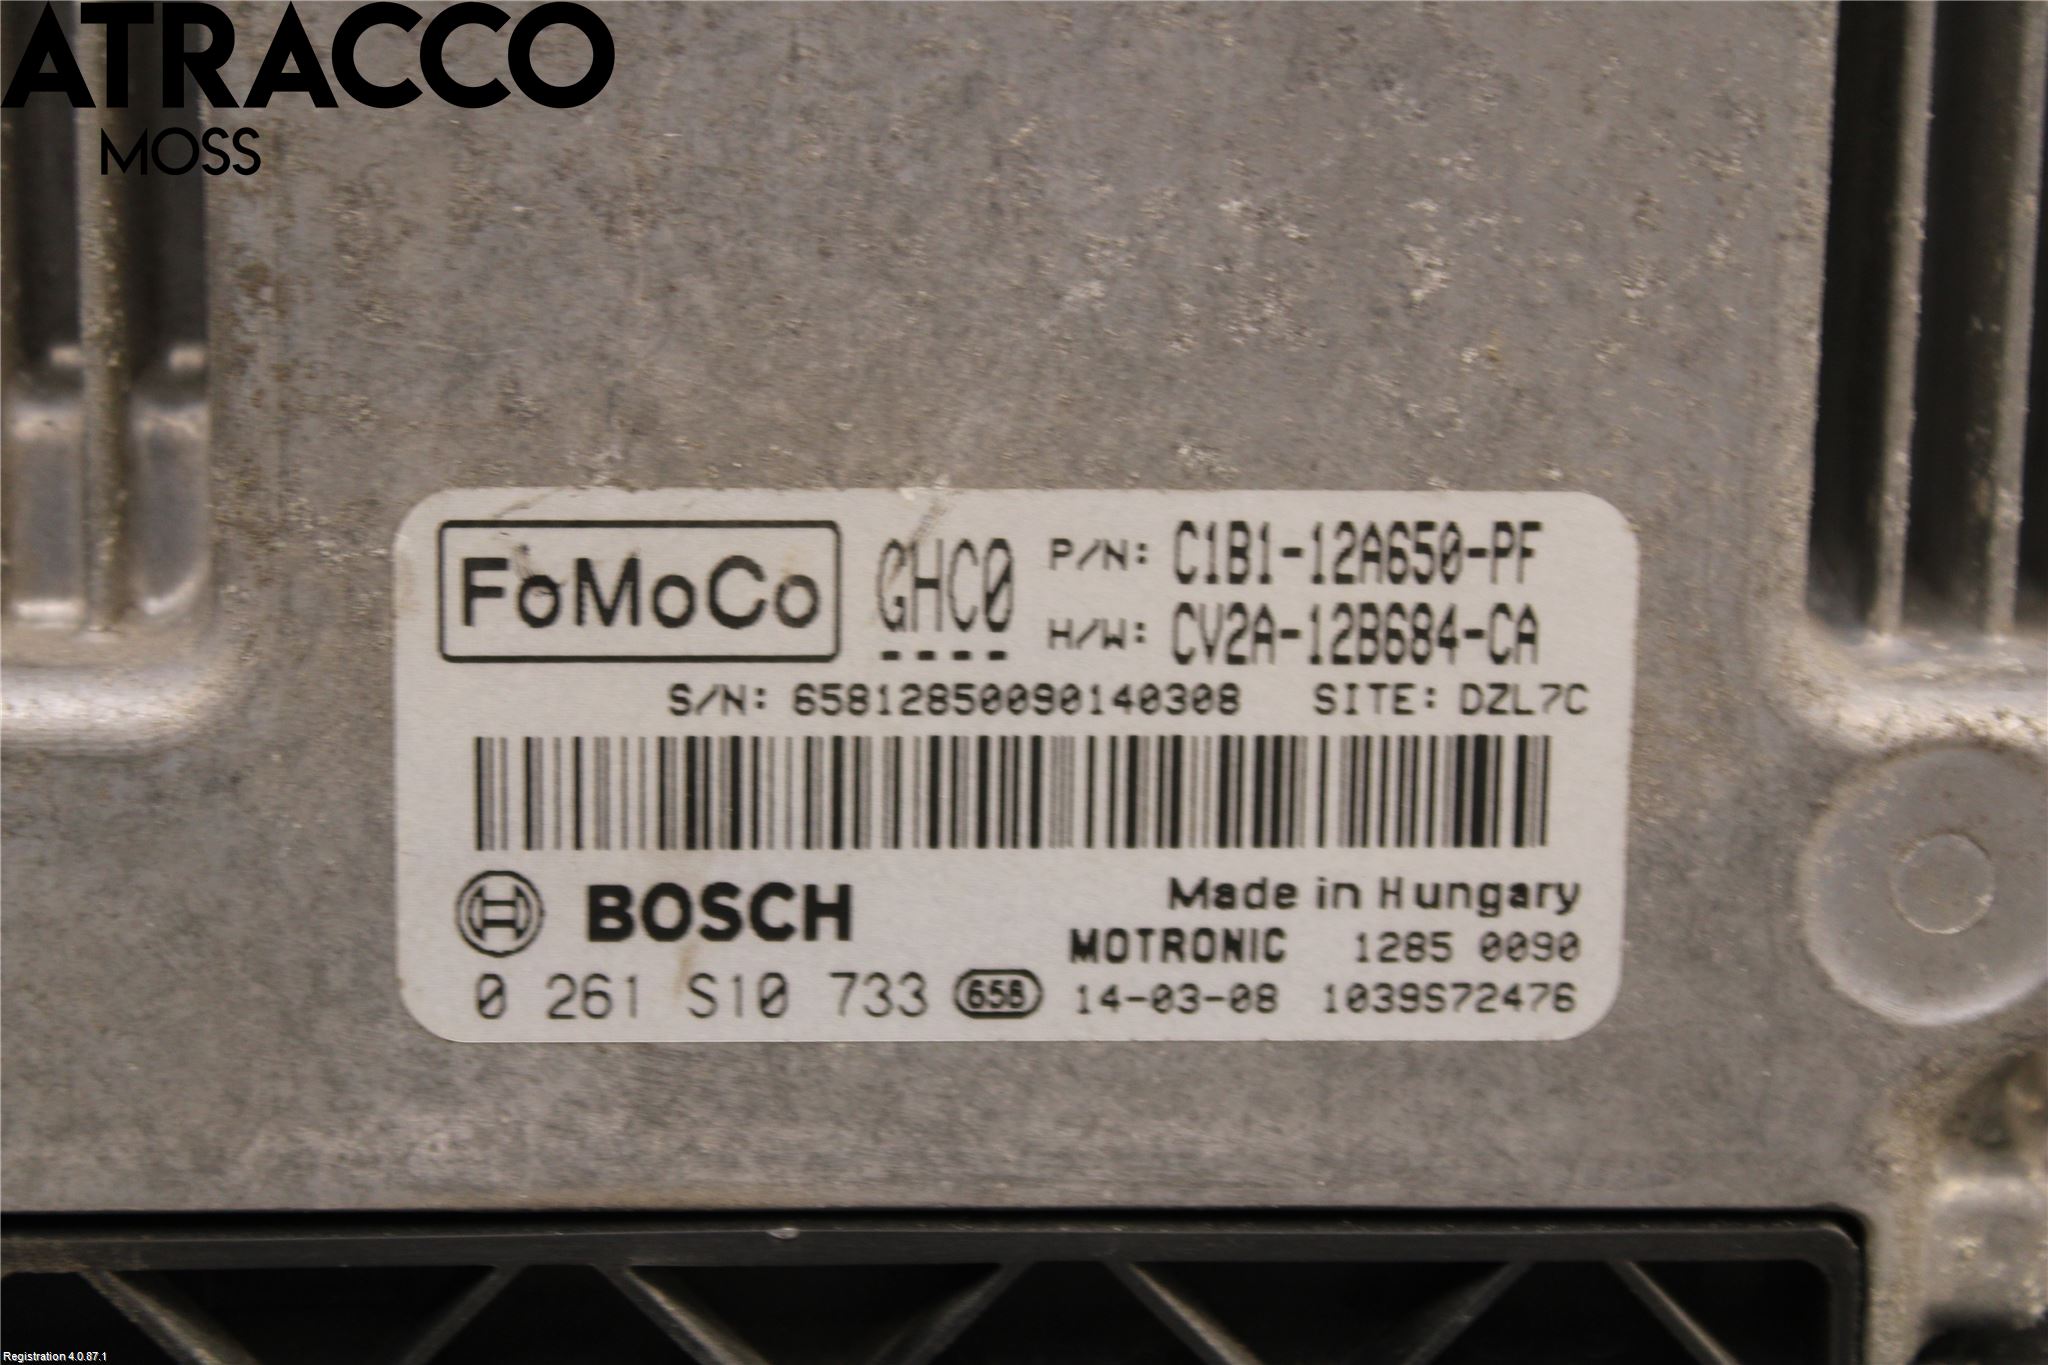 ATRACCO
MOSS
FoMoCo GHC0 P/N: C1B1-12A650-PF
H/W: CV2A-12B684-CA
S/N: 65812850090140308 SITE: DZL7C
BOSCH Made in Hungary
MOTRONIC 1285 0090
0 261 S10 733 658 14-03-08 1039S72476
Registration 4.0.87.1